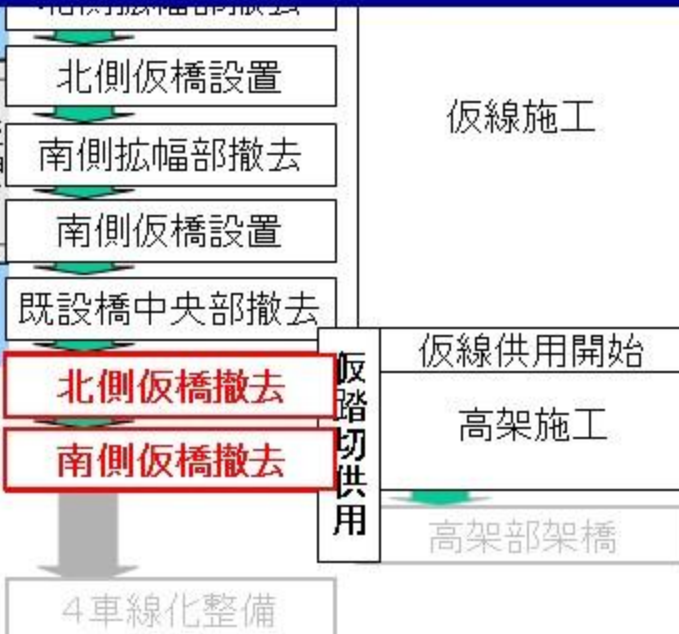 北側仮橋設置
南側拡幅部撤去
南側仮橋設置
既設橋中央部撤去
北側仮橋撤去
南側仮橋撤去
4車線化整備
仮踏切供用
仮線施工
仮線供用開始
高架施工
高架部架橋